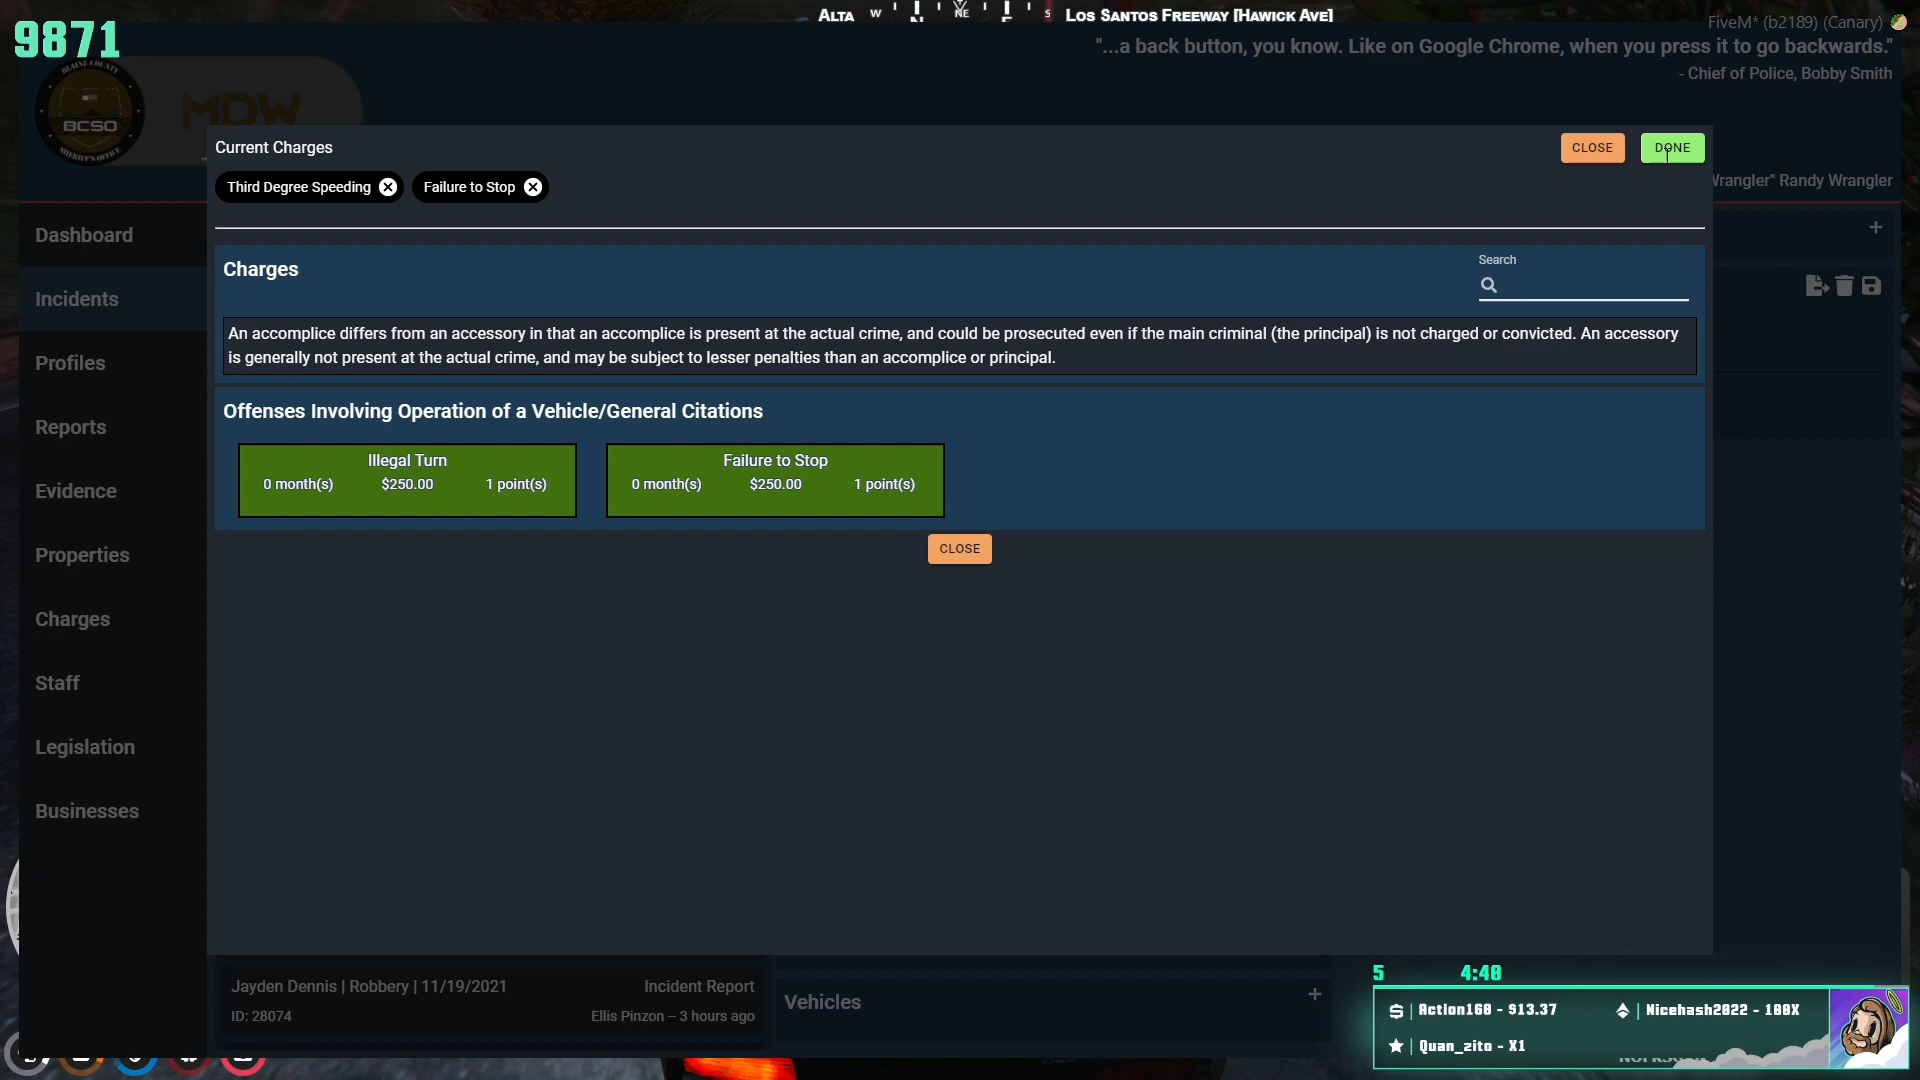 9871
ALTA W N NE E S LOS SANTOS FREEWAY [HAWICK AVE]
FiveM* (b2189) (Canary)
"...a back button, you know. Like on Google Chrome, when you press it to go backwards."
- Chief of Police, Bobby Smith
BLAINE COUNTY
BCSO
SHERIFF'S OFFICE
MDW
Wrangler" Randy Wrangler
Current Charges
CLOSE
DONE
Third Degree Speeding
Failure to Stop
Dashboard
Incidents
Profiles
Reports
Evidence
Properties
Charges
Staff
Legislation
Businesses
Charges
Search
An accomplice differs from an accessory in that an accomplice is present at the actual crime, and could be prosecuted even if the main criminal (the principal) is not charged or convicted. An accessory
is generally not present at the actual crime, and may be subject to lesser penalties than an accomplice or principal.
Offenses Involving Operation of a Vehicle/General Citations
Illegal Turn
0 month(s) $250.00 1 point(s)
Failure to Stop
0 month(s) $250.00 1 point(s)
CLOSE
Jayden Dennis | Robbery | 11/19/2021
Incident Report
ID: 28074
Ellis Pinzon – 3 hours ago
Vehicles
5 4:40
Action160 - $13.37
Nicehash2022 - 100X
Quan_zito - X1